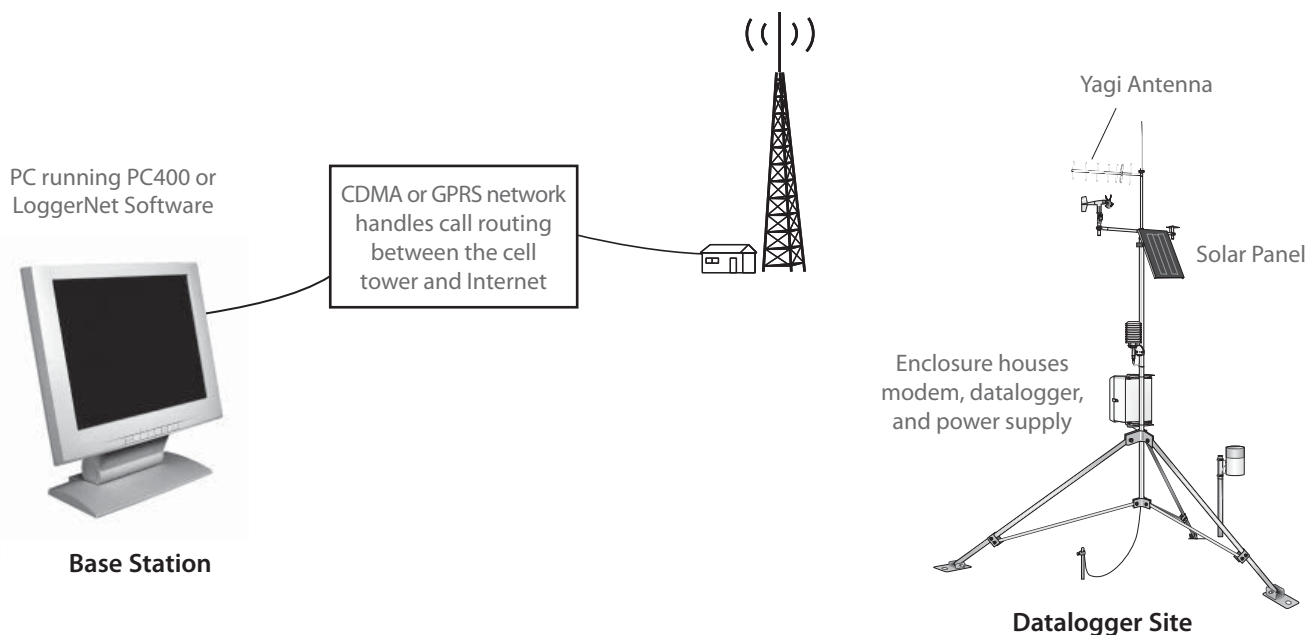 PC running PC400 or
LoggerNet Software
Base Station
CDMA or GPRS network
handles call routing
between the cell
tower and Internet
Yagi Antenna
Solar Panel
Enclosure houses
modem, datalogger,
and power supply
Datalogger Site